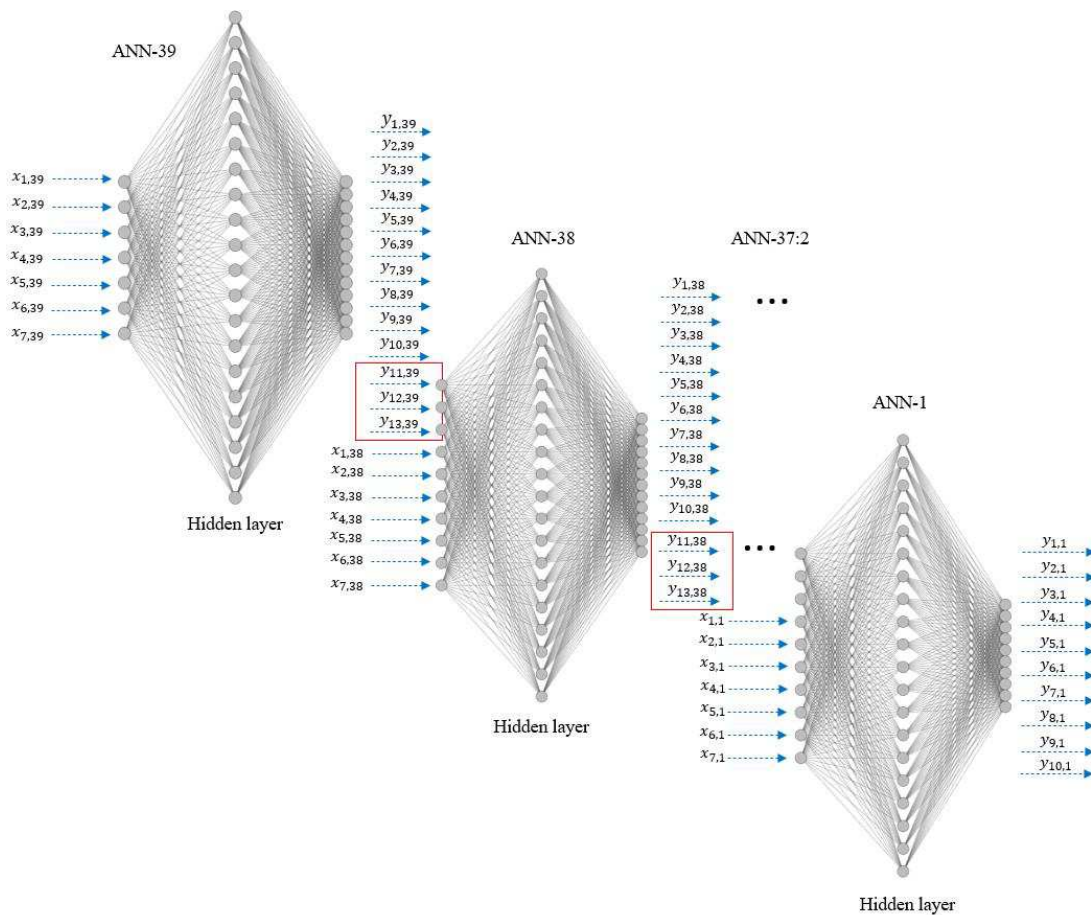 ANN-39
x1,39
x2,39
x3,39
x4,39
x5,39
x6,39
x7,39
Hidden layer
y1,39
y2,39
y3,39
y4,39
y5,39
y6,39
y7,39
y8,39
y9,39
y10,39
y11,39
y12,39
y13,39
ANN-38
x1,38
x2,38
x3,38
x4,38
x5,38
x6,38
x7,38
Hidden layer
ANN-37:2
y1,38
...
y2,38
y3,38
y4,38
y5,38
y6,38
y7,38
y8,38
y9,38
y10,38
y11,38
...
y12,38
y13,38
ANN-1
x1,1
x2,1
x3,1
x4,1
x5,1
x6,1
x7,1
Hidden layer
y1,1
y2,1
y3,1
y4,1
y5,1
y6,1
y7,1
y8,1
y9,1
y10,1